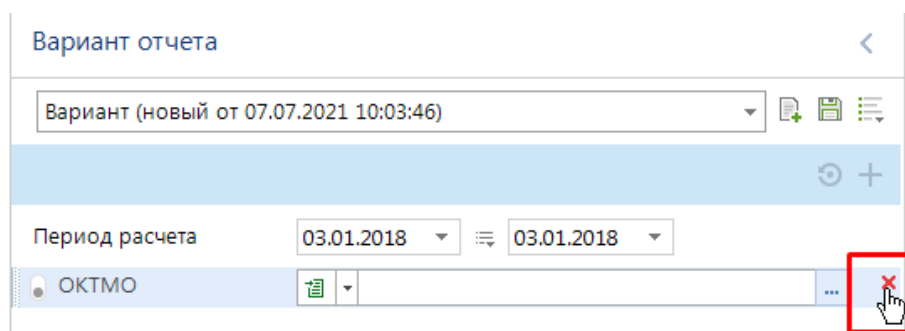 Вариант отчета
Вариант (новый от 07.07.2021 10:03:46)
Период расчета 03.01.2018 03.01.2018
ОКТМО ...